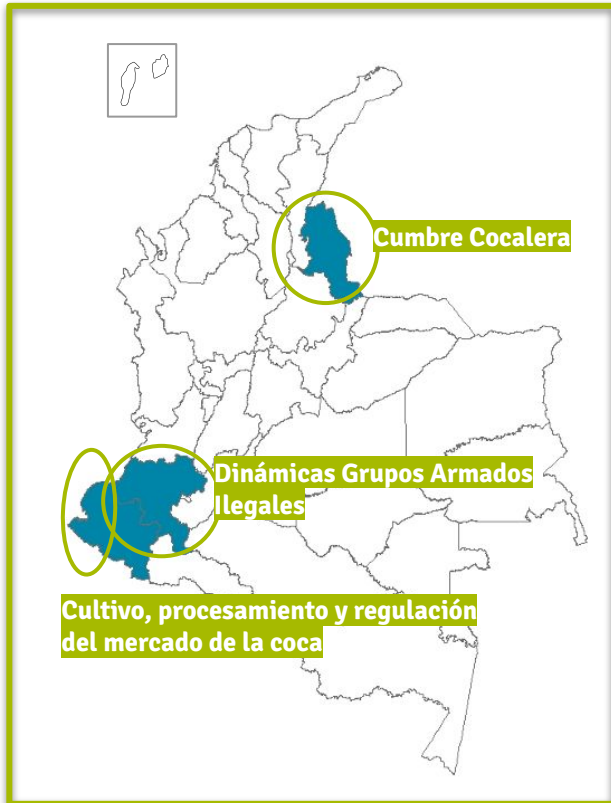 Cumbre Cocalera
Dinámicas Grupos Armados
Ilegales
Cultivo, procesamiento y regulación
del mercado de la coca